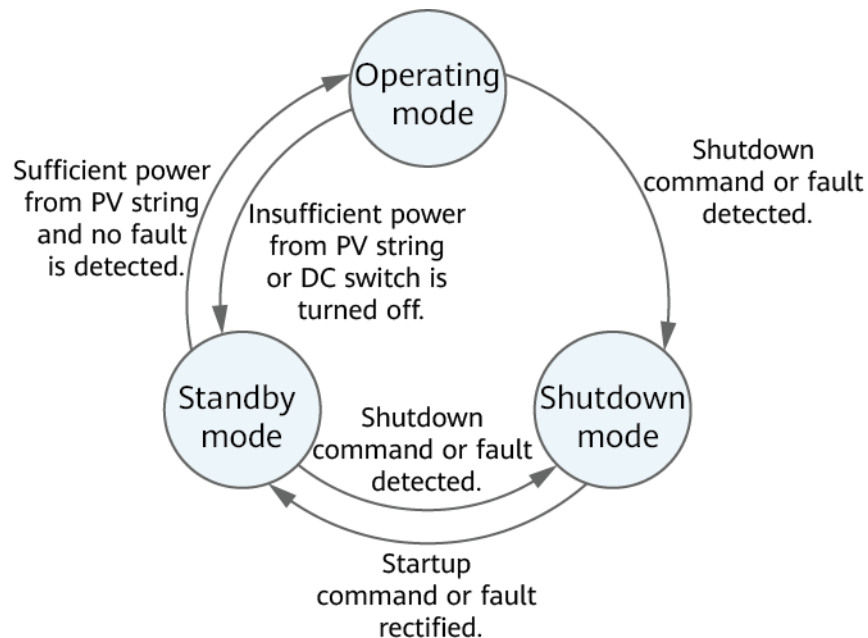 Operating
mode
Shutdown
command or fault
detected.
Sufficient power
from PV string
and no fault
is detected.
Insufficient power
from PV string
or DC switch is
turned off.
Standby
mode
Shutdown
command or fault
detected.
Shutdown
mode
Startup
command or fault
rectified.